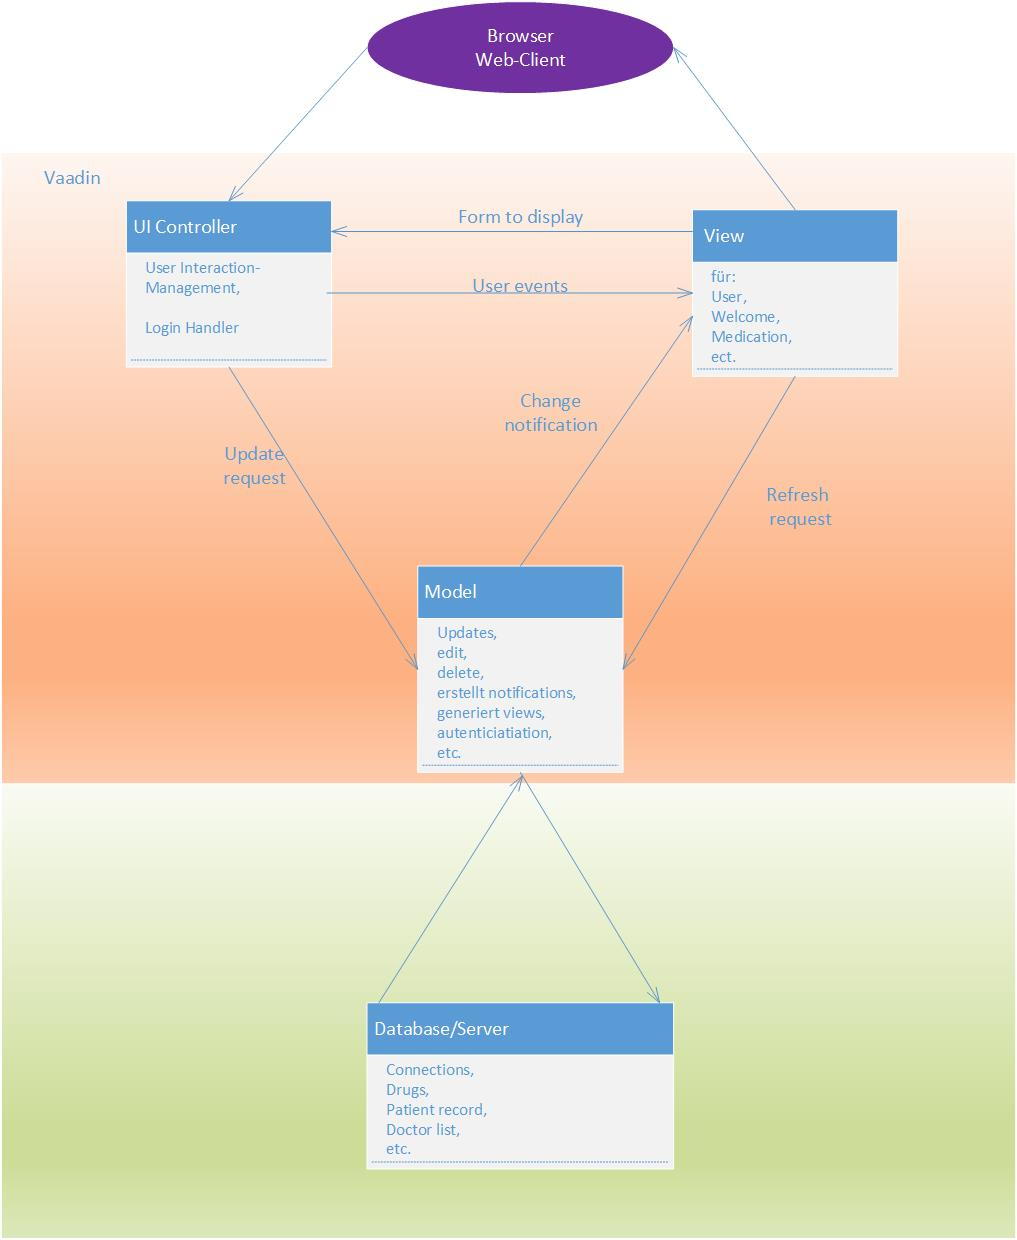 Browser
Web-Client
Vaadin
UI Controller
User Interaction-
Management,
Login Handler
Form to display
User events
View
für:
User,
Welcome,
Medication,
ect.
Change
notification
Update
request
Refresh
request
Model
Updates,
edit,
delete,
erstellt notifications,
generiert views,
autenticiatiation,
etc.
Database/Server
Connections,
Drugs,
Patient record,
Doctor list,
etc.